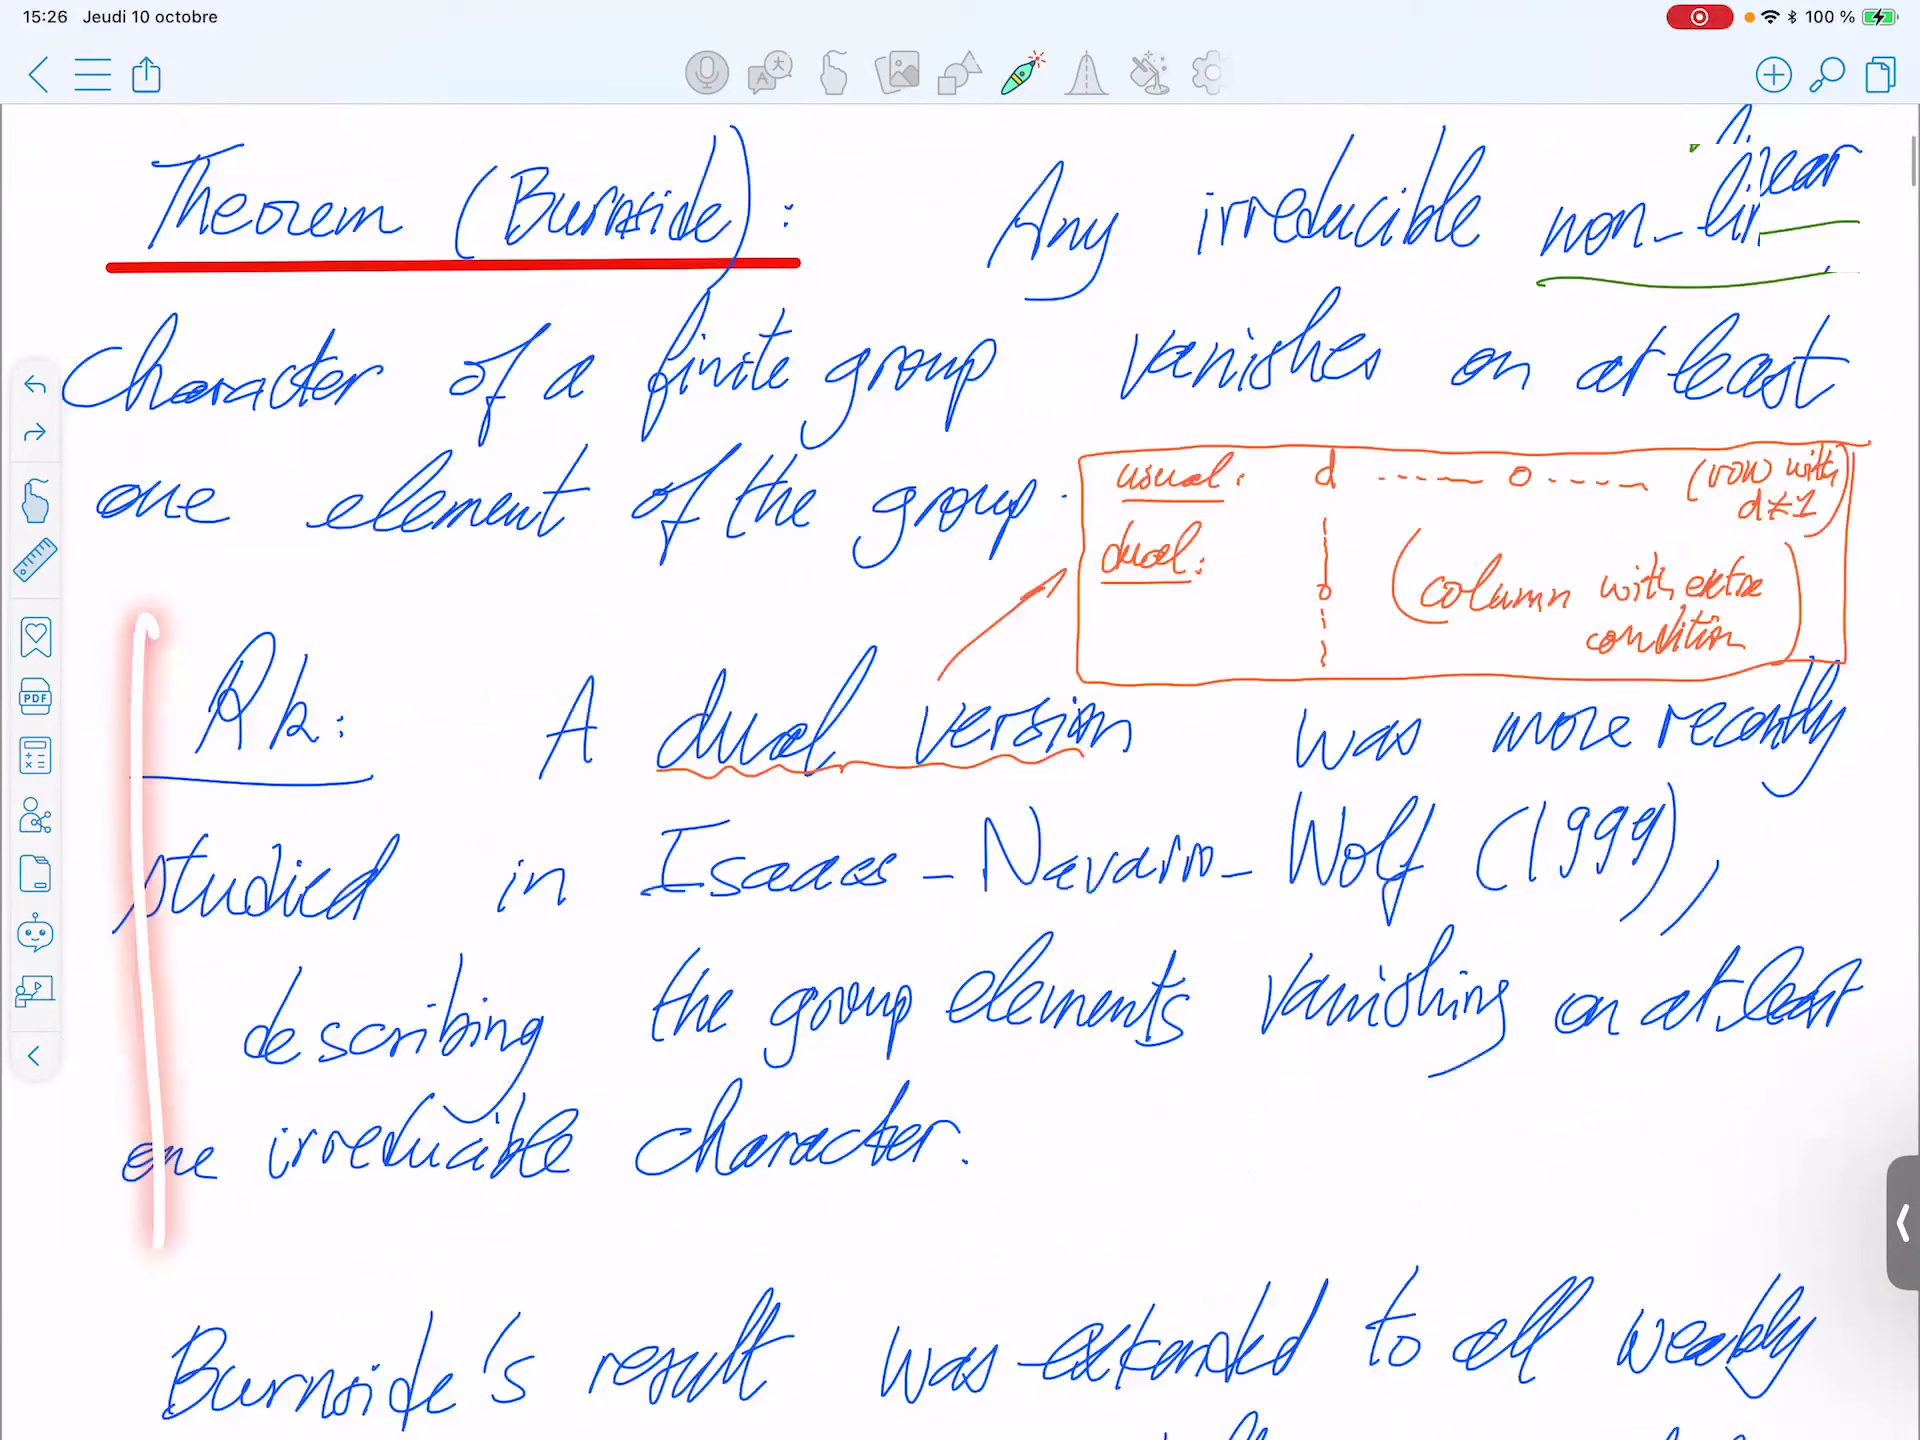 15:26 Jeudi 10 octobre
100 %
Theorem (Burnside): Any irreducible non-linear
character of a finite group vanishes on at least
one element of the group.
usual: d ----- 0 ----- (row with d≠1)
dual: 0 (column with extra condition)
Rk: A dual version was more recently
studied in Isaacs-Navarro-Wolf (1999),
describing the group elements vanishing on at least
one irreducible character.
Burnside's result was extended to all weakly
PDF